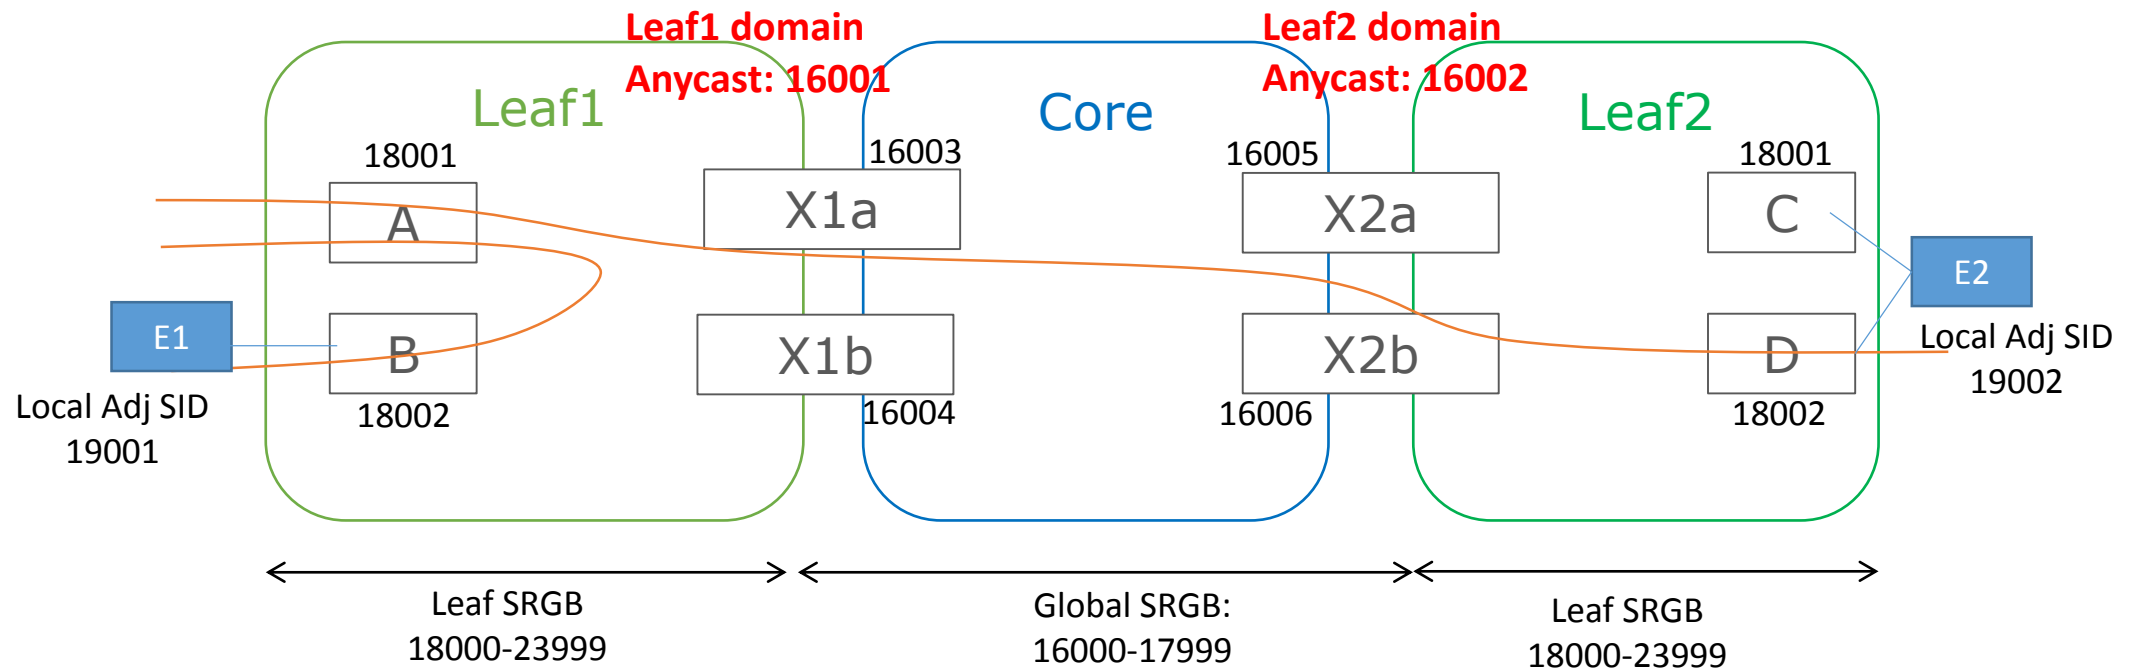 Leaf1 domain
Anycast: 16001
Leaf2 domain
Anycast: 16002
Leaf1
Core
Leaf2
18001
16003
16005
18001
A
X1a
X2a
C
E1
E2
B
X1b
X2b
D
Local Adj SID
19001
18002
16004
16006
18002
Local Adj SID
19002
Leaf SRGB
18000-23999
Global SRGB:
16000-17999
Leaf SRGB
18000-23999